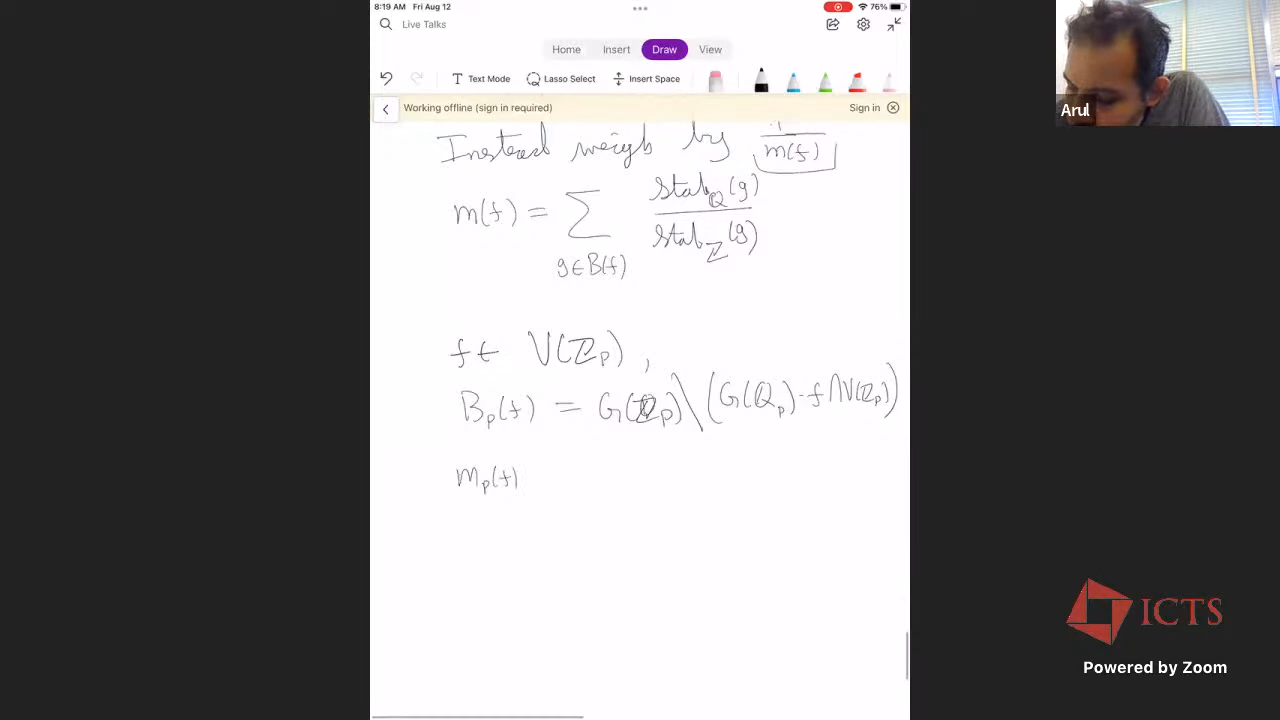 8:19 AM Fri Aug 12
76%
Live Talks
Home Insert Draw View
Text Mode Lasso Select Insert Space
Working offline (sign in required) Sign in
Instead weigh by 1/m(f)
m(f) = ∑_{g∈B(f)} stab_ℚ(g)/stab_ℤ(g)
f ∈ V(ℤ_p),
B_p(f) = G(ℤ_p)\(G(ℚ_p)·f ∩ V(ℤ_p))
m_p(f)
Arul
ICTS
Powered by Zoom